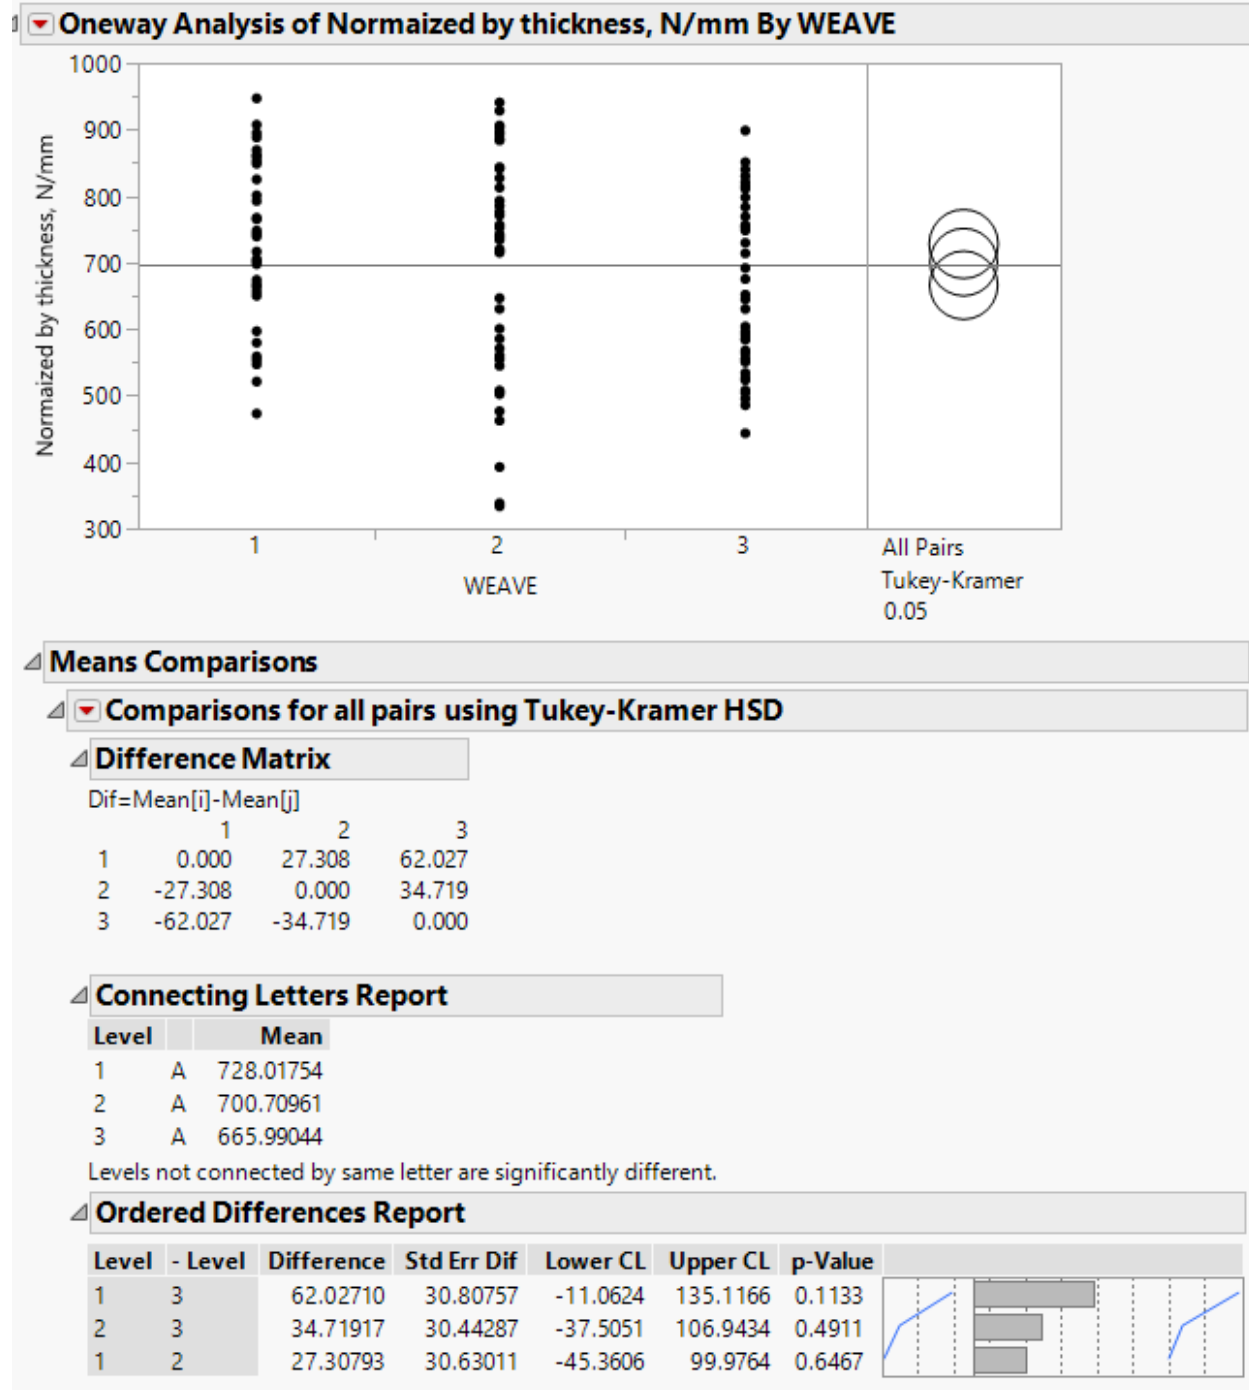 Oneway Analysis of Normaized by thickness, N/mm By WEAVE
1000
900
800
700
600
500
400
300
Normaized by thickness, N/mm
1 2 3
WEAVE
All Pairs
Tukey-Kramer
0.05
Means Comparisons
Comparisons for all pairs using Tukey-Kramer HSD
Difference Matrix
Dif=Mean[i]-Mean[j]
1 2 3
1 0.000 27.308 62.027
2 -27.308 0.000 34.719
3 -62.027 -34.719 0.000
Connecting Letters Report
Level Mean
1 A 728.01754
2 A 700.70961
3 A 665.99044
Levels not connected by same letter are significantly different.
Ordered Differences Report
Level - Level Difference Std Err Dif Lower CL Upper CL p-Value
1 3 62.02710 30.80757 -11.0624 135.1166 0.1133
2 3 34.71917 30.44287 -37.5051 106.9434 0.4911
1 2 27.30793 30.63011 -45.3606 99.9764 0.6467